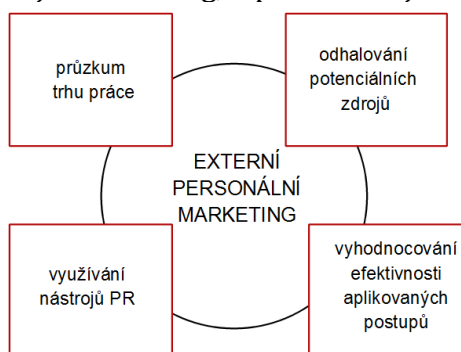 průzkum
trhu práce
odhalování
potenciálních
zdrojů
EXTERNÍ
PERSONÁLNÍ
MARKETING
využívání
nástrojů PR
vyhodnocování
efektivnosti
aplikovaných
postupů